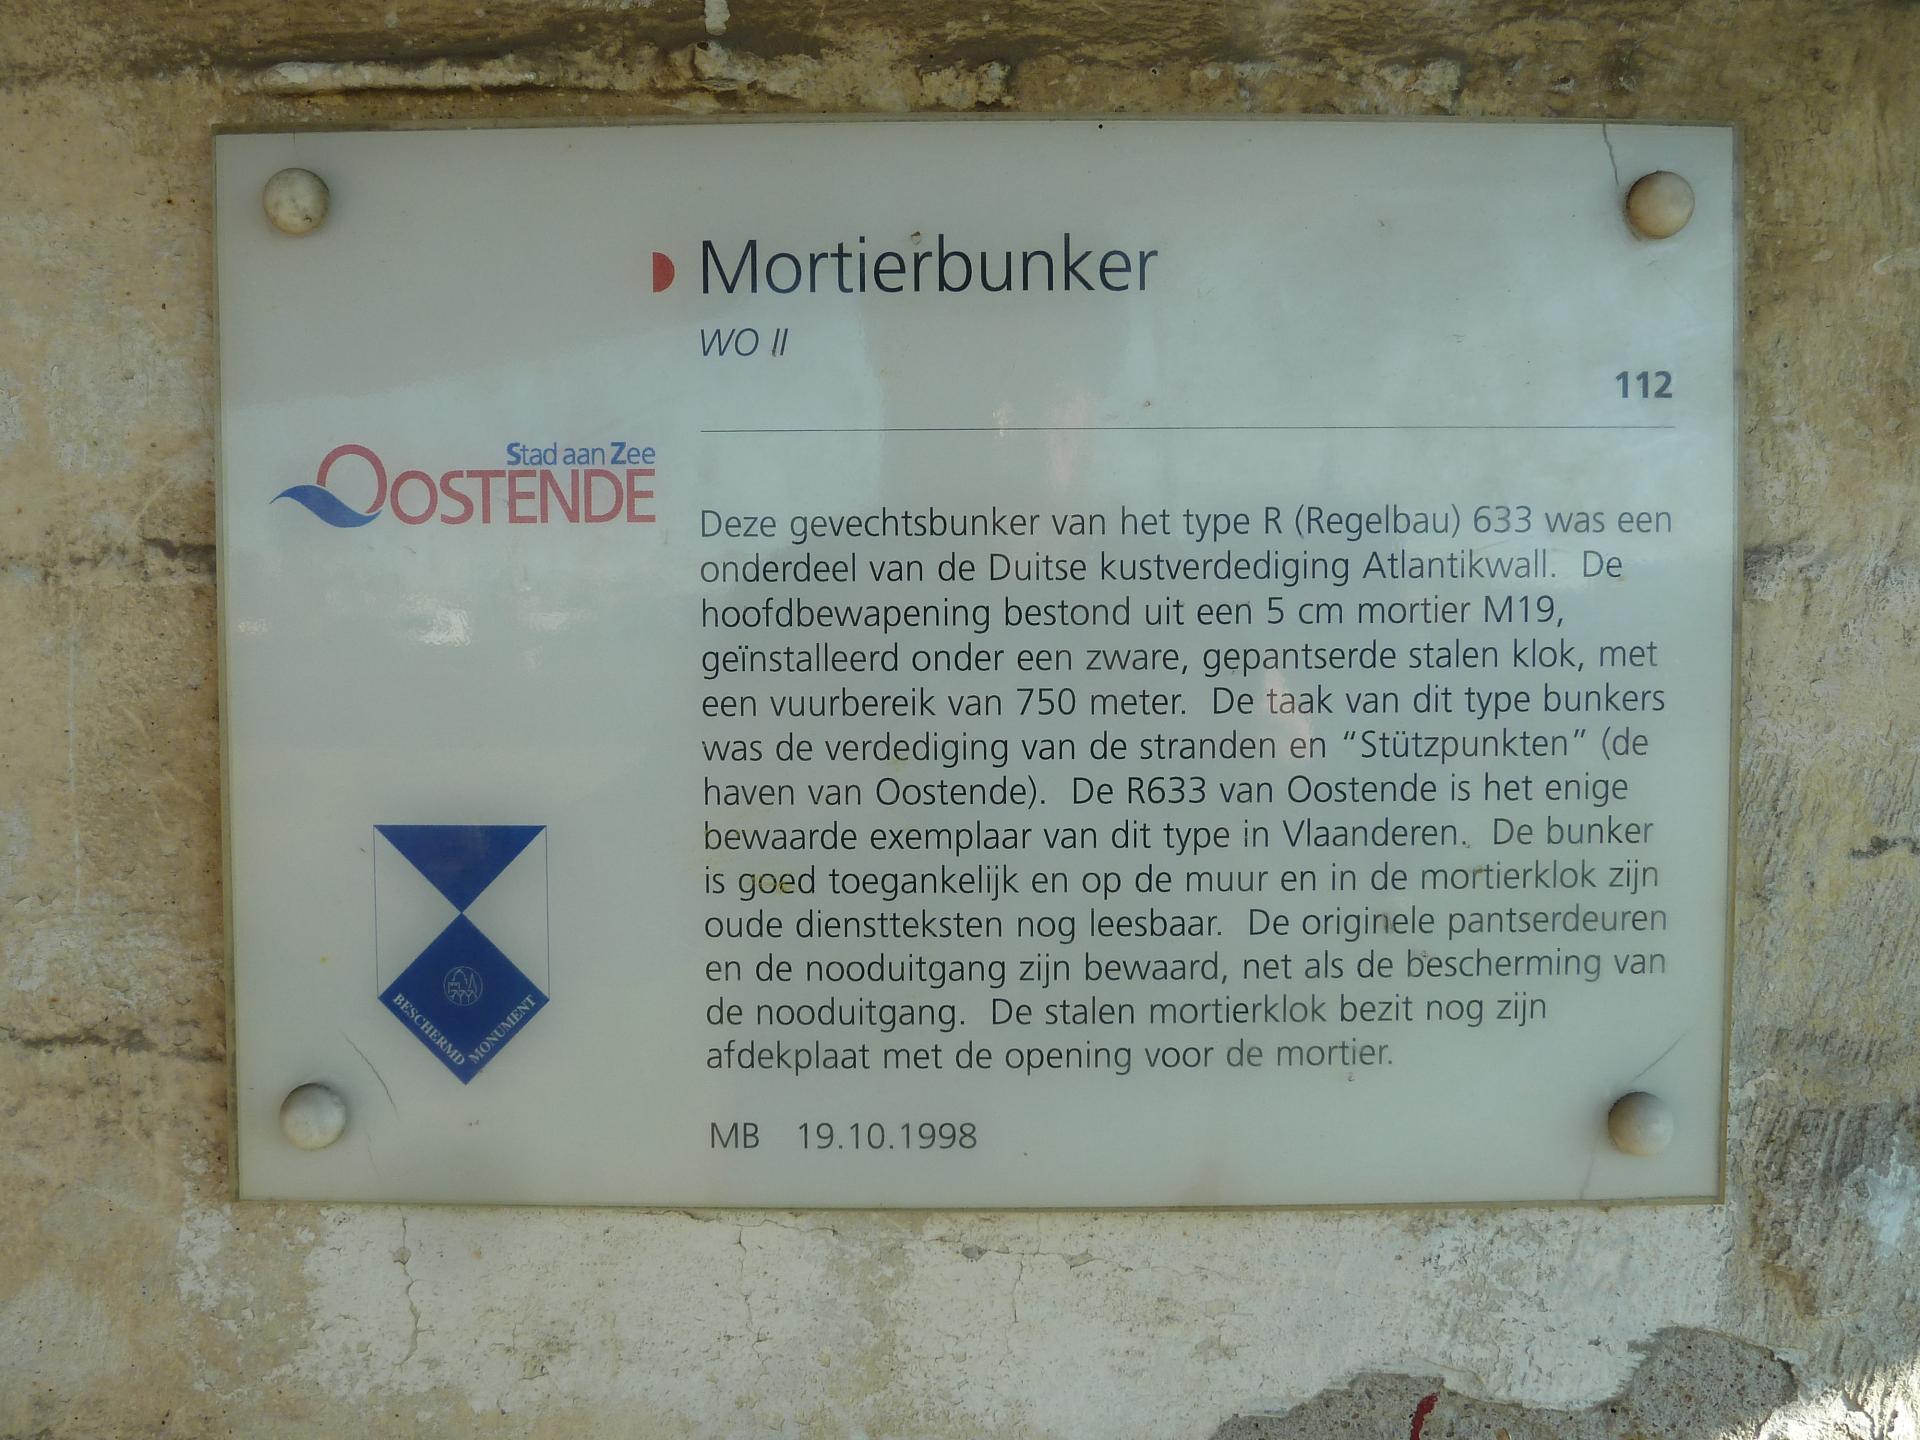 Mortierbunker
WO II
112
Stad aan Zee
OOSTENDE
Deze gevechtsbunker van het type R (Regelbau) 633 was een
onderdeel van de Duitse kustverdediging Atlantikwall. De
hoofdbewapening bestond uit een 5 cm mortier M19,
geïnstalleerd onder een zware, gepantserde stalen klok, met
een vuurbereik van 750 meter. De taak van dit type bunkers
was de verdediging van de stranden en “Stützpunkten” (de
haven van Oostende). De R633 van Oostende is het enige
bewaarde exemplaar van dit type in Vlaanderen. De bunker
is goed toegankelijk en op de muur en in de mortierklok zijn
oude dienstteksten nog leesbaar. De originele pantserdeuren
en de nooduitgang zijn bewaard, net als de bescherming van
de nooduitgang. De stalen mortierklok bezit nog zijn
afdekplaat met de opening voor de mortier.
MB 19.10.1998
BESCHERMD MONUMENT